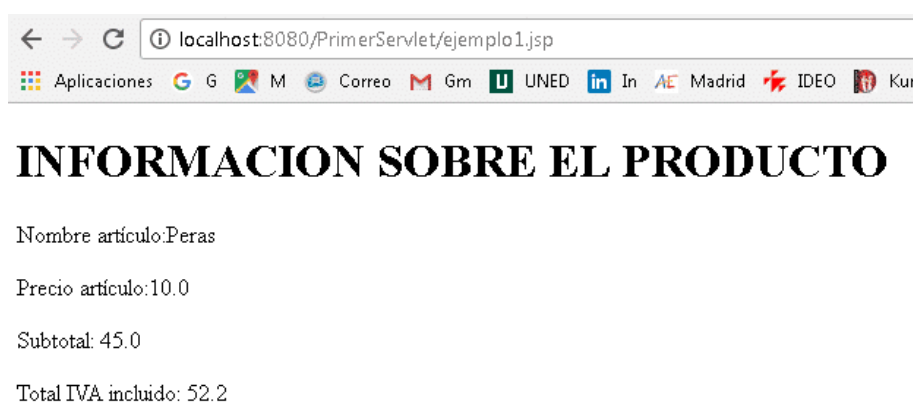 localhost:8080/PrimerServlet/ejemplo1.jsp
Aplicaciones G M Correo Gm UNED In Madrid IDEO Kur
INFORMACION SOBRE EL PRODUCTO
Nombre artículo:Peras
Precio artículo:10.0
Subtotal: 45.0
Total IVA incluido: 52.2